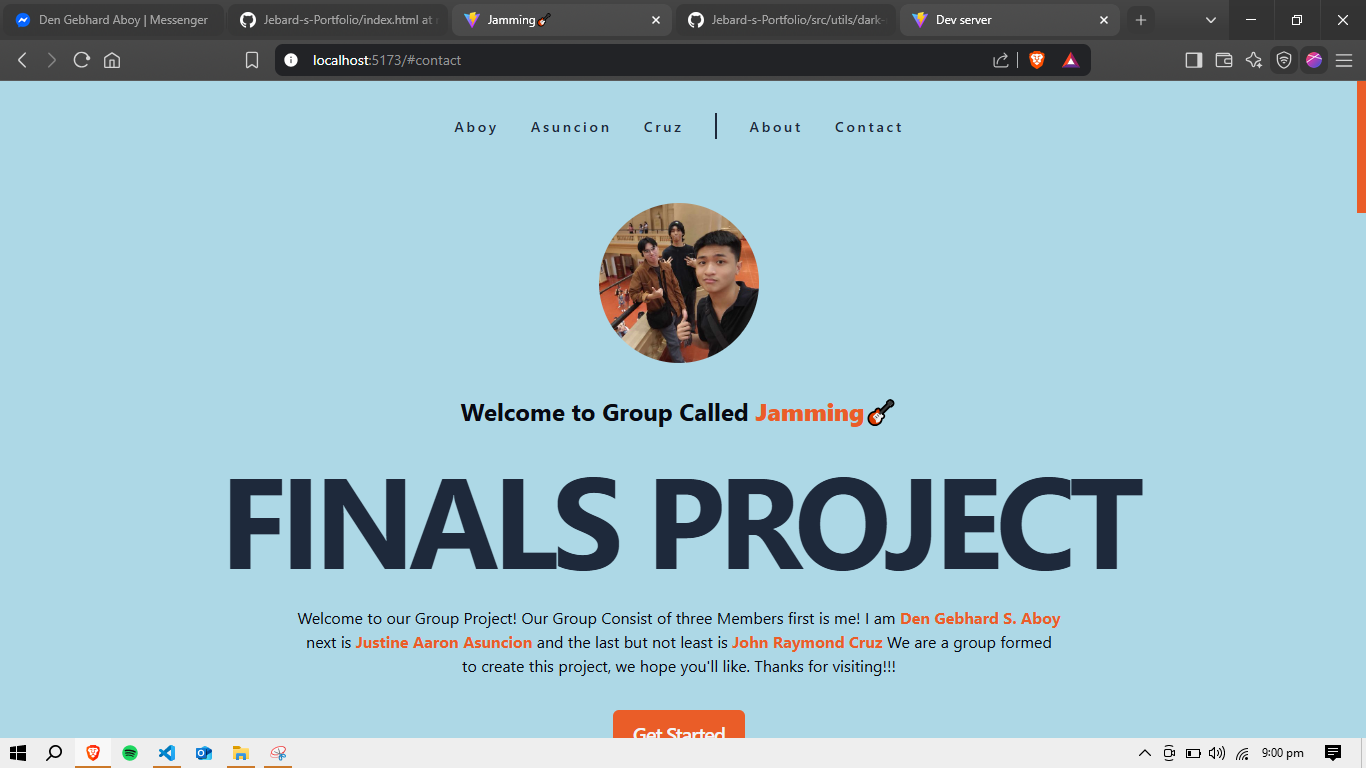 Den Gebhard Aboy | Messenger
Jebard-s-Portfolio/index.html at
Jamming🎸
Jebard-s-Portfolio/src/utils/dark-
Dev server
localhost:5173/#contact
Aboy Asuncion Cruz About Contact
Welcome to Group Called Jamming🎸
FINALS PROJECT
Welcome to our Group Project! Our Group Consist of three Members first is me! I am Den Gebhard S. Aboy
next is Justine Aaron Asuncion and the last but not least is John Raymond Cruz We are a group formed
to create this project, we hope you'll like. Thanks for visiting!!!
Get Started
9:00 pm